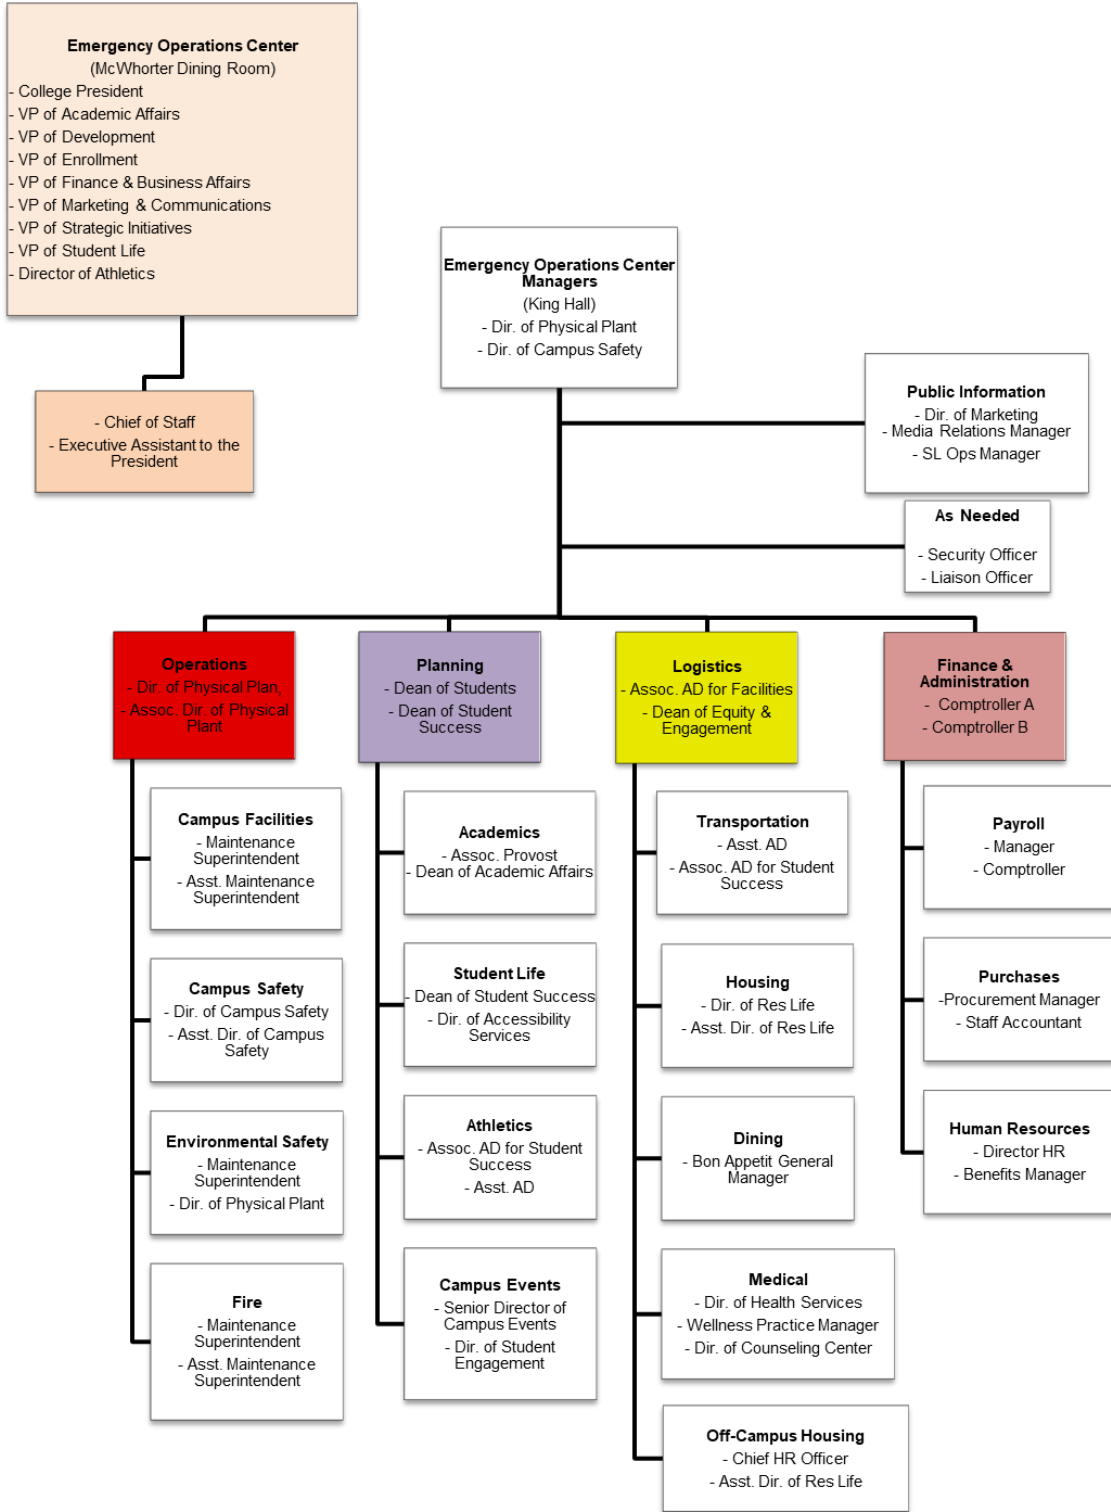 Emergency Operations Center
(McWhorter Dining Room)
- College President
- VP of Academic Affairs
- VP of Development
- VP of Enrollment
- VP of Finance & Business Affairs
- VP of Marketing & Communications
- VP of Strategic Initiatives
- VP of Student Life
- Director of Athletics
- Chief of Staff
- Executive Assistant to the
President
Emergency Operations Center
Managers
(King Hall)
- Dir. of Physical Plant
- Dir. of Campus Safety
Public Information
- Dir. of Marketing
- Media Relations Manager
- SL Ops Manager
As Needed
- Security Officer
- Liaison Officer
Operations
- Dir. of Physical Plan,
- Assoc. Dir. of Physical
Plant
Campus Facilities
- Maintenance
Superintendent
- Asst. Maintenance
Superintendent
Campus Safety
- Dir. of Campus Safety
- Asst. Dir. of Campus
Safety
Environmental Safety
- Maintenance
Superintendent
- Dir. of Physical Plant
Fire
- Maintenance
Superintendent
- Asst. Maintenance
Superintendent
Planning
- Dean of Students
- Dean of Student
Success
Academics
- Assoc. Provost
- Dean of Academic Affairs
Student Life
- Dean of Student Success
- Dir. of Accessibility
Services
Athletics
- Assoc. AD for Student
Success
- Asst. AD
Campus Events
- Senior Director of
Campus Events
- Dir. of Student
Engagement
Logistics
- Assoc. AD for Facilities
- Dean of Equity &
Engagement
Transportation
- Asst. AD
- Assoc. AD for Student
Success
Housing
- Dir. of Res Life
- Asst. Dir. of Res Life
Dining
- Bon Appetit General
Manager
Medical
- Dir. of Health Services
- Wellness Practice Manager
- Dir. of Counseling Center
Off-Campus Housing
- Chief HR Officer
- Asst. Dir. of Res Life
Finance &
Administration
- Comptroller A
- Comptroller B
Payroll
- Manager
- Comptroller
Purchases
-Procurement Manager
- Staff Accountant
Human Resources
- Director HR
- Benefits Manager